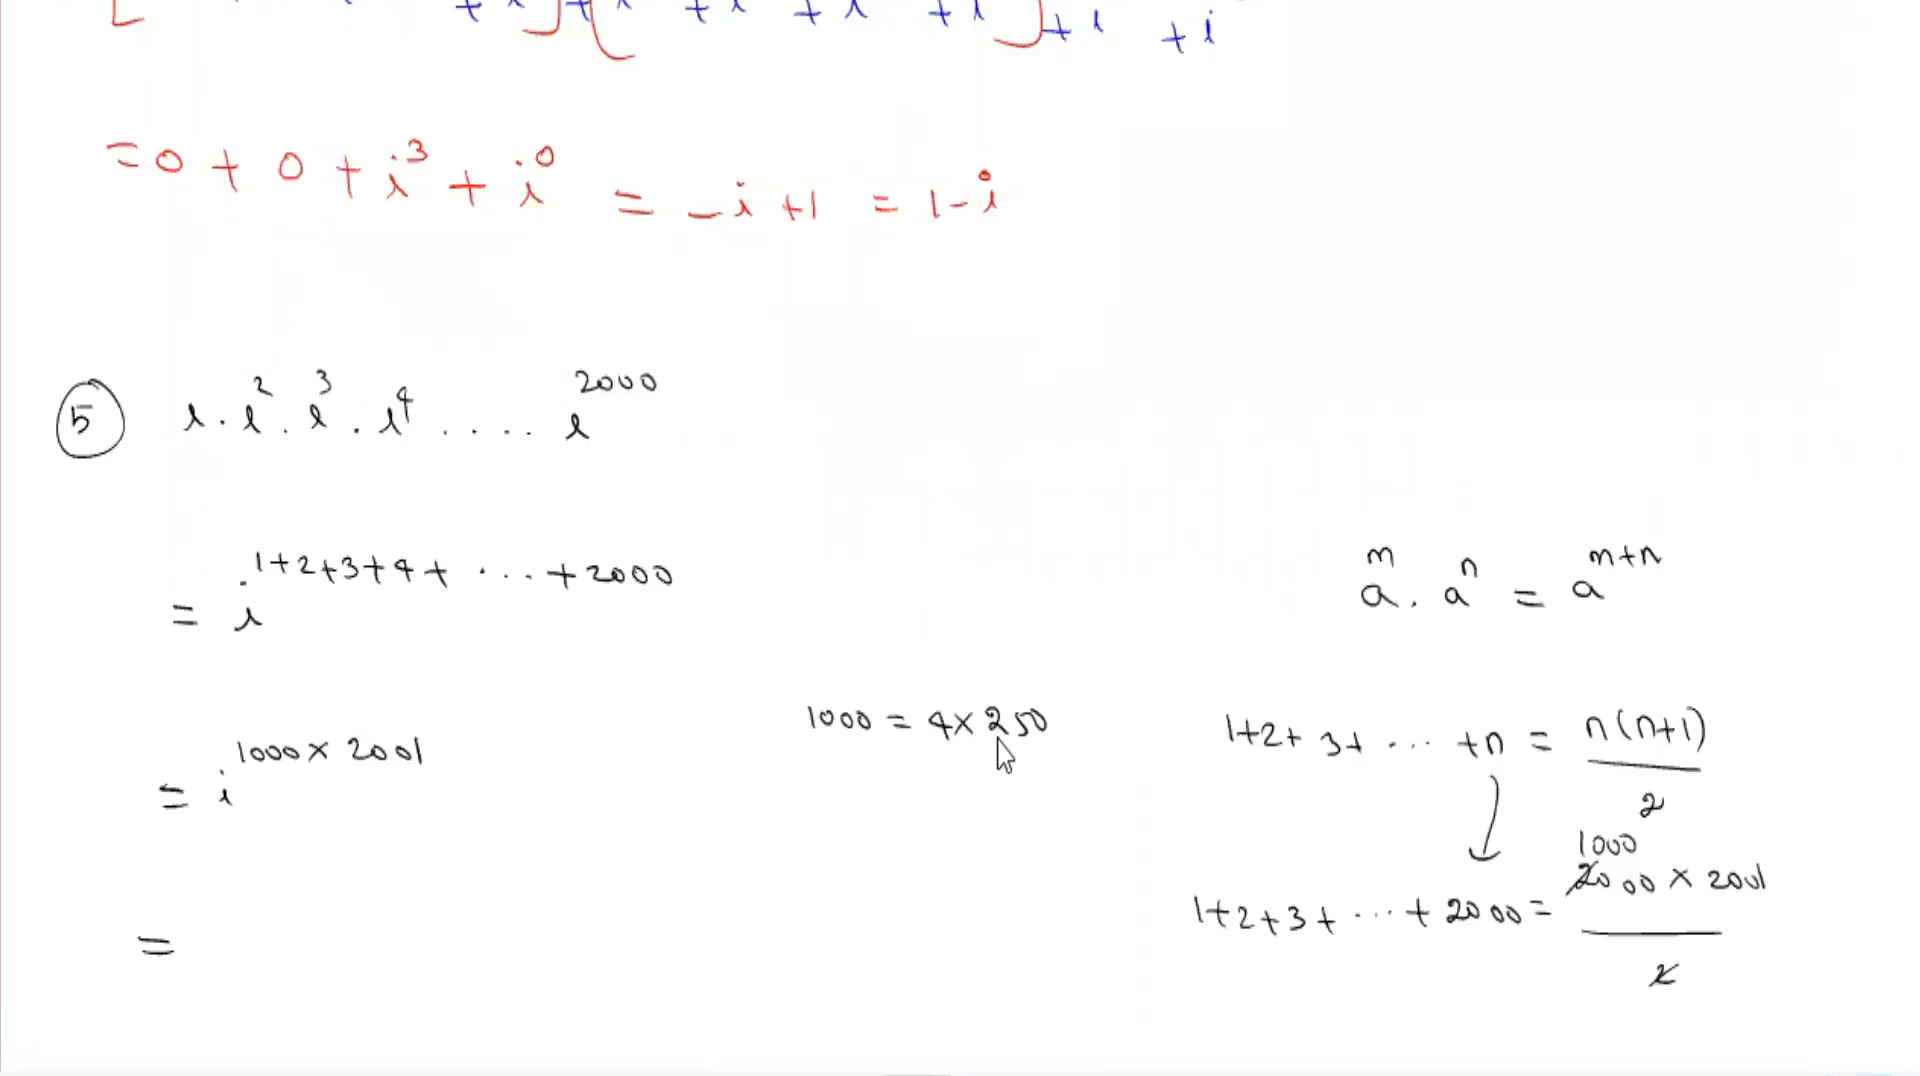 + i ] + ( i + i + i + i ] + i + i
= 0 + 0 + i³ + i⁰ = -i + 1 = 1 - i
5 i . i² . i³ . i⁴ . . . . i²⁰⁰⁰
= i¹⁺²⁺³⁺⁴⁺ ^{... + 2000}
aᵐ . aⁿ = aᵐ⁺ⁿ
= i^{1000 × 2001}
1000 = 4 × 250
1+2+ 3+ ... +n = n(n+1) / 2
1+2+3+ ... + 2000 = 2000 × 2001 / 2
1000
=